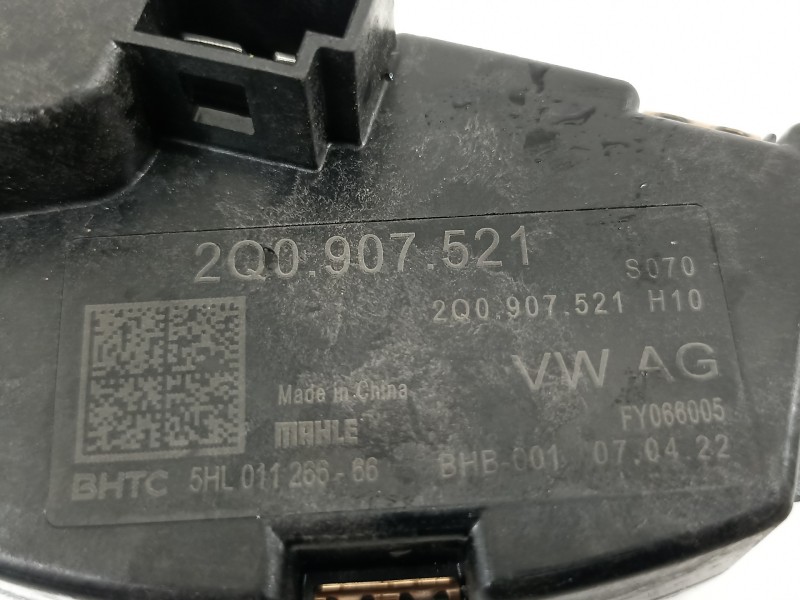 2Q0.907.521
S070
2Q0.907.521 H10
VW AG
Made in China
FY066005
MAHLE
BHTC 5HL 011 266-66 BHB-001 07.04.22